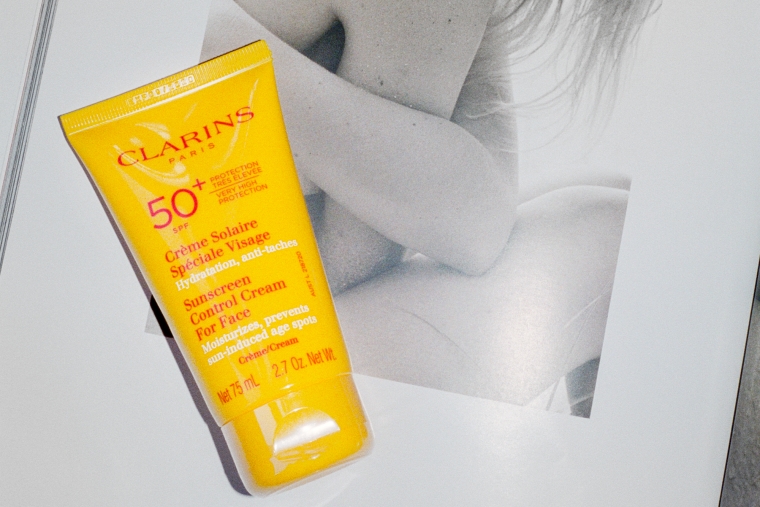 CLARINS
PARIS
50+
SPF
PROTECTION
TRÈS ÉLEVÉE
VERY HIGH
PROTECTION
Crème Solaire
Spéciale Visage
Hydratation, anti-taches
Sunscreen
Control Cream
For Face
Moisturizes, prevents
sun-induced age spots
Crème/Cream
Net 75 mL 2.7 Oz. Net Wt.